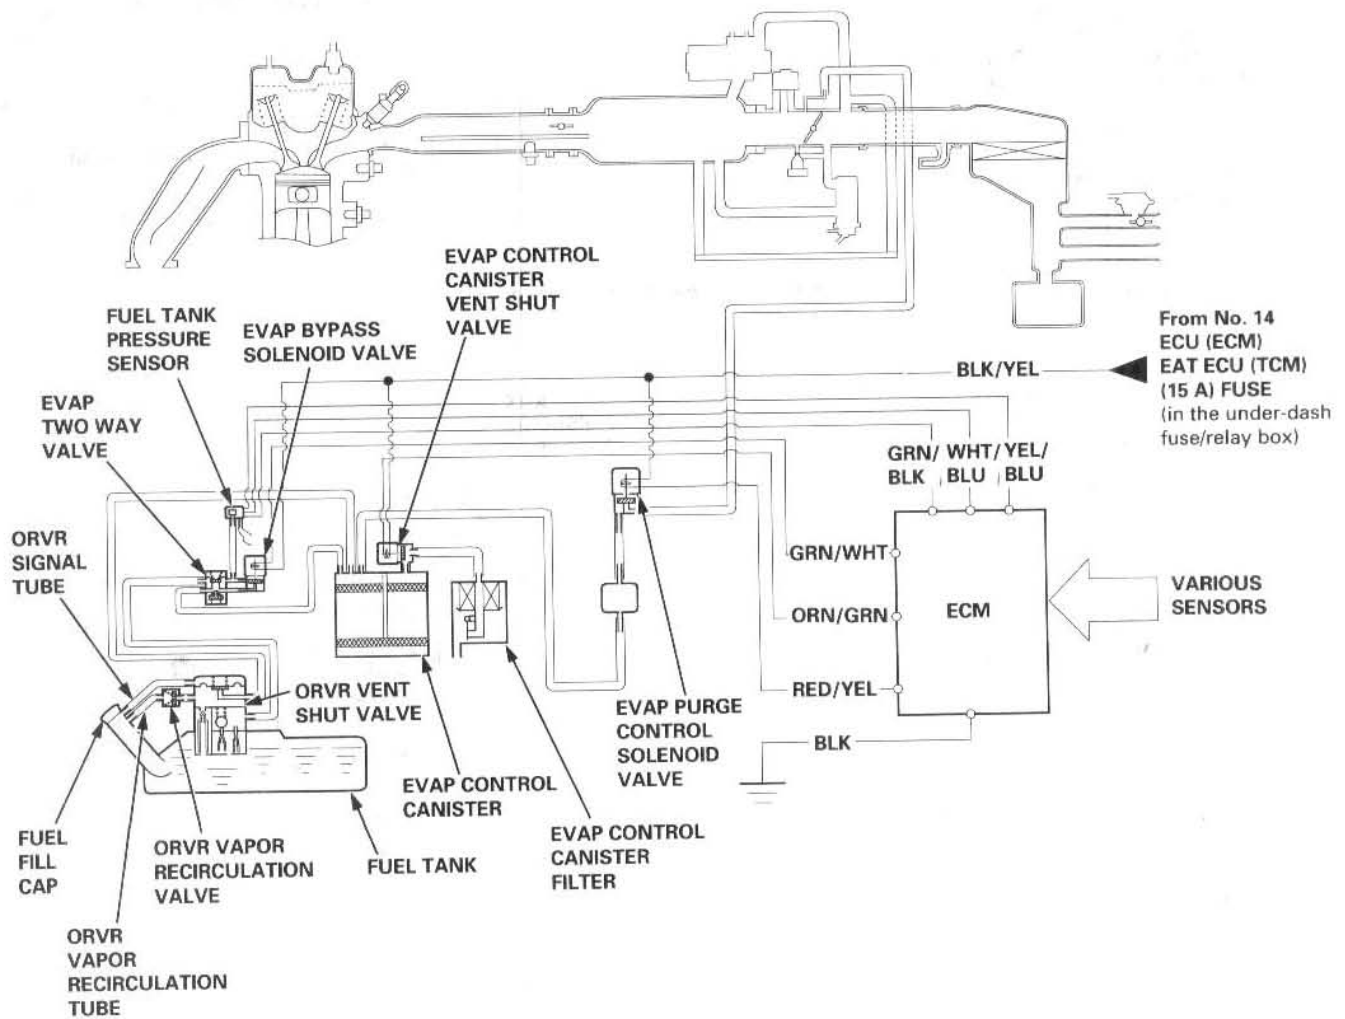 EVAP CONTROL
CANISTER
VENT SHUT
VALVE
FUEL TANK
PRESSURE
SENSOR
EVAP BYPASS
SOLENOID VALVE
EVAP
TWO WAY
VALVE
ORVR
SIGNAL
TUBE
From No. 14
ECU (ECM)
EAT ECU (TCM)
(15 A) FUSE
(in the under-dash
fuse/relay box)
BLK/YEL
GRN/
BLK
WHT/
BLU
YEL/
BLU
GRN/WHT
ORN/GRN
RED/YEL
BLK
ECM
VARIOUS
SENSORS
ORVR VENT
SHUT VALVE
EVAP PURGE
CONTROL
SOLENOID
VALVE
EVAP CONTROL
CANISTER
EVAP CONTROL
CANISTER
FILTER
FUEL TANK
FUEL
FILL
CAP
ORVR VAPOR
RECIRCULATION
VALVE
ORVR
VAPOR
RECIRCULATION
TUBE